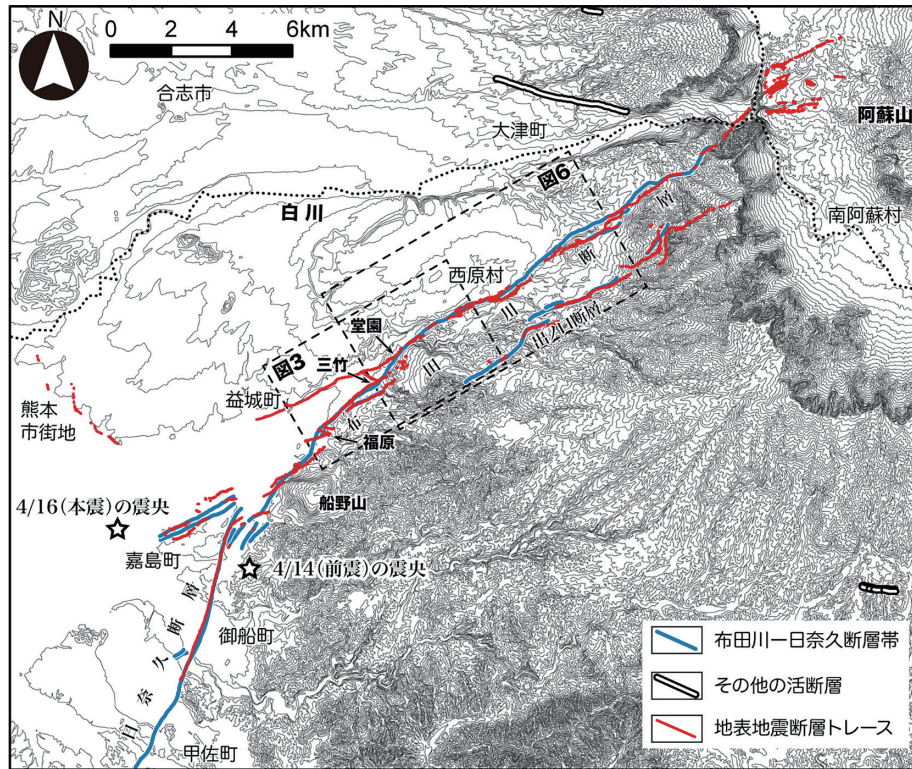 N
0 2 4 6km
合志市
大津町
阿蘇山
図6
白川
南阿蘇村
西原村
布田川断層
出ノ口断層
堂園
図3
三竹
益城町
熊本
市街地
福原
船野山
4/16(本震)の震央
嘉島町
4/14(前震)の震央
御船町
日奈久断層
甲佐町
布田川ー日奈久断層帯
その他の活断層
地表地震断層トレース